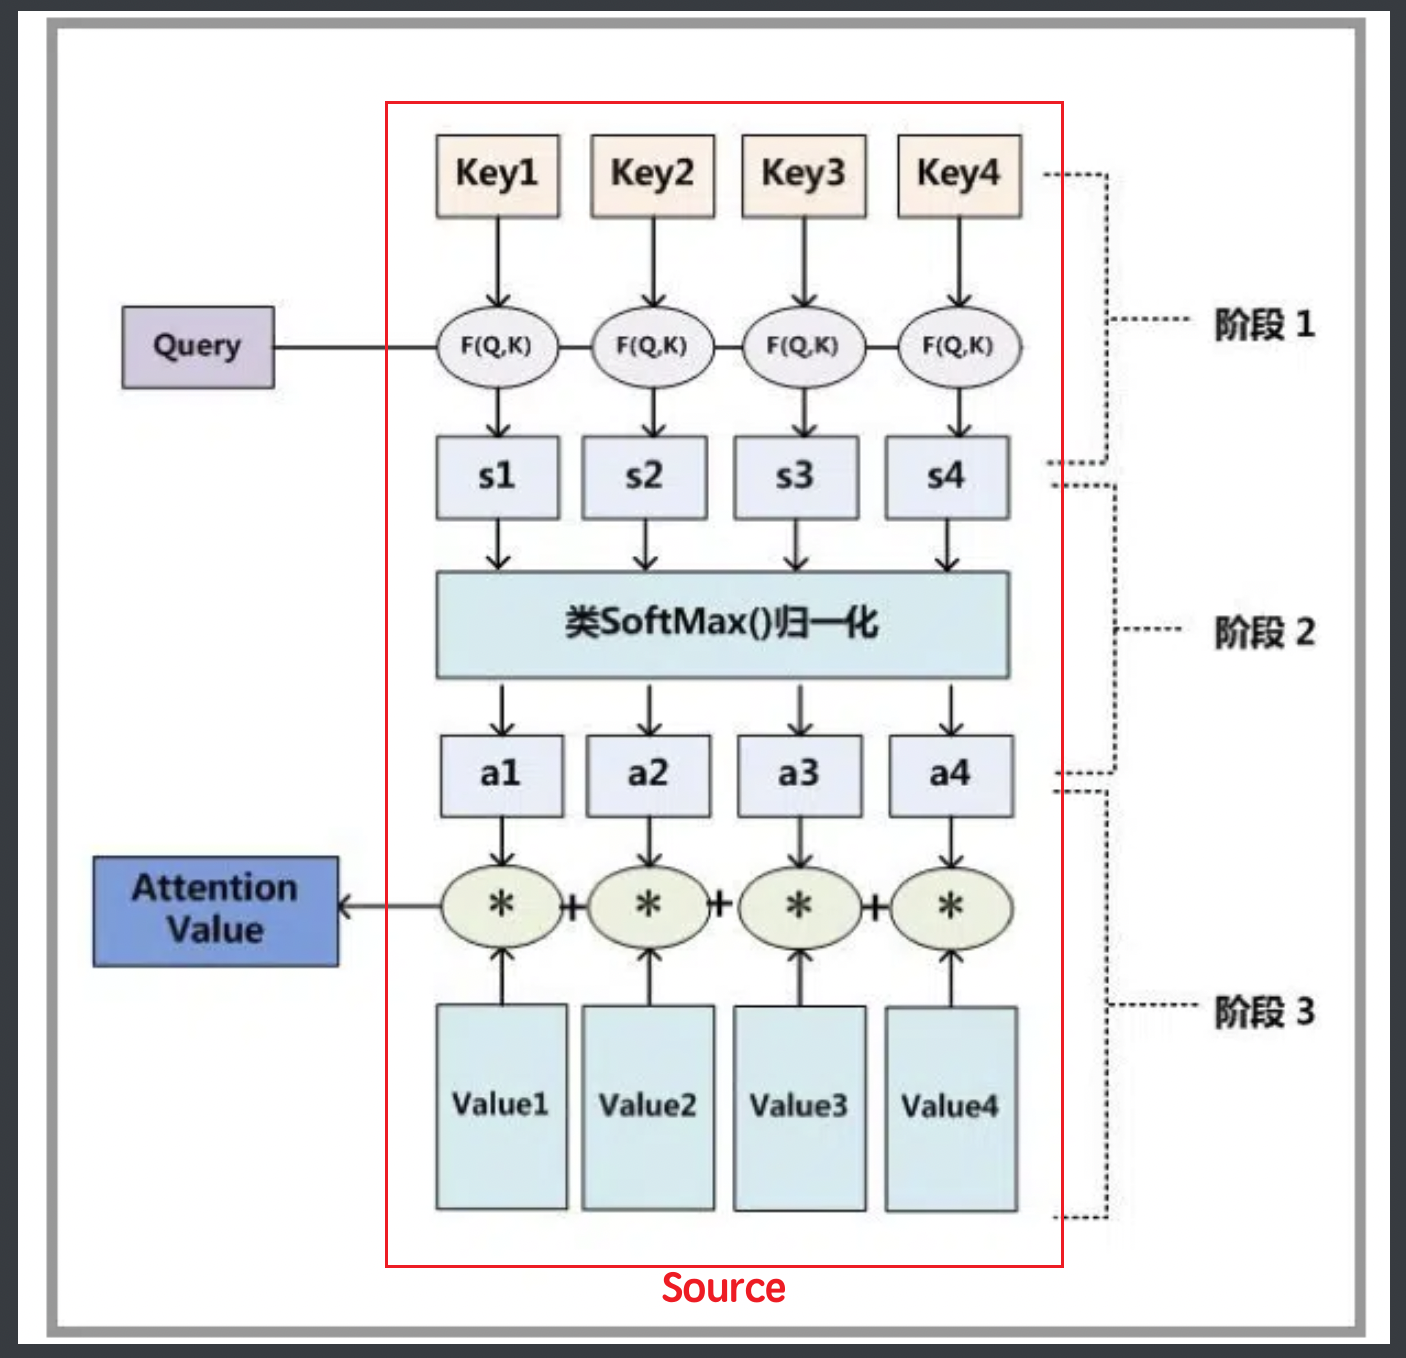 Key1 Key2 Key3 Key4
Query
F(Q,K) F(Q,K) F(Q,K) F(Q,K)
阶段 1
s1 s2 s3 s4
类SoftMax()归一化
阶段 2
a1 a2 a3 a4
Attention
Value
* + * + * + *
阶段 3
Value1 Value2 Value3 Value4
Source